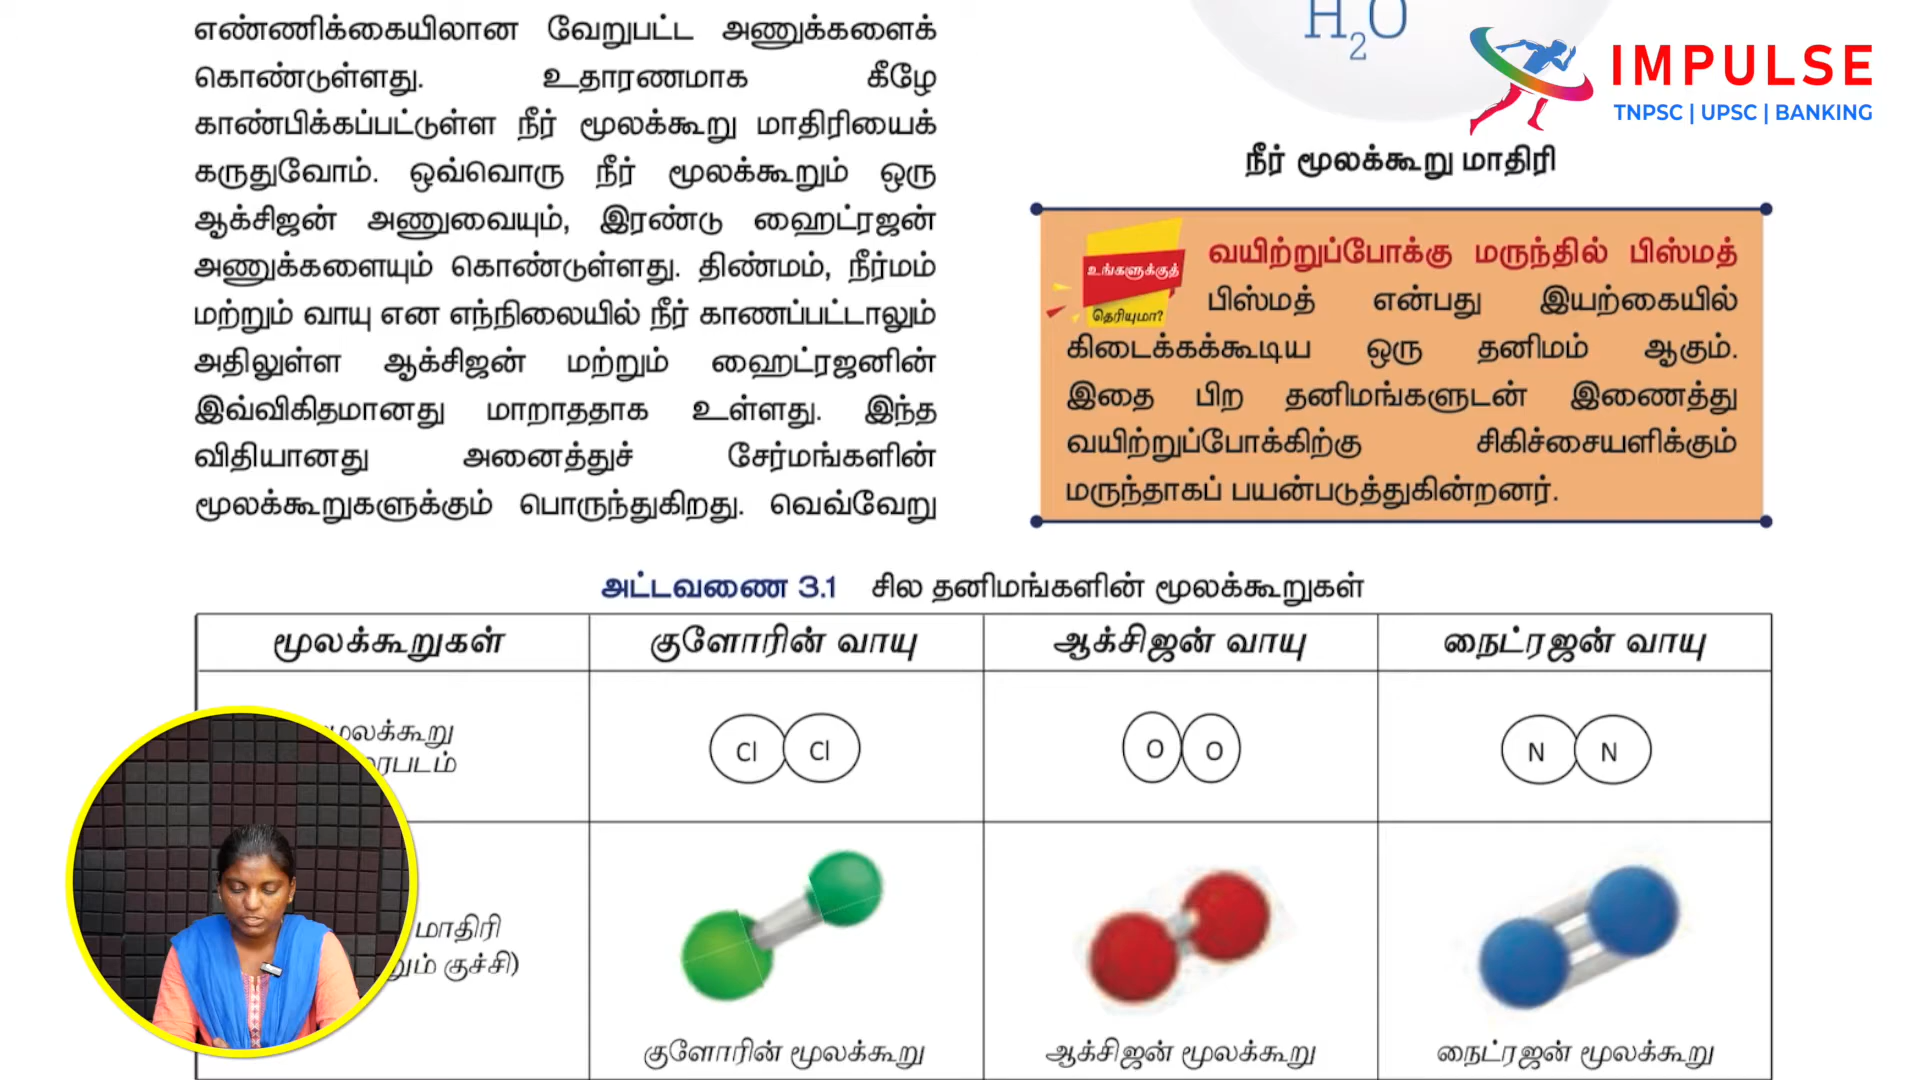 எண்ணிக்கையிலான வேறுபட்ட அணுக்களைக்
கொண்டுள்ளது. உதாரணமாக கீழே
காண்பிக்கப்பட்டுள்ள நீர் மூலக்கூறு மாதிரியைக்
கருதுவோம். ஒவ்வொரு நீர் மூலக்கூறும் ஒரு
ஆக்சிஜன் அணுவையும், இரண்டு ஹைட்ரஜன்
அணுக்களையும் கொண்டுள்ளது. திண்மம், நீர்மம்
மற்றும் வாயு என எந்நிலையில் நீர் காணப்பட்டாலும்
அதிலுள்ள ஆக்சிஜன் மற்றும் ஹைட்ரஜனின்
இவ்விகிதமானது மாறாததாக உள்ளது. இந்த
விதியானது அனைத்துச் சேர்மங்களின்
மூலக்கூறுகளுக்கும் பொருந்துகிறது. வெவ்வேறு
H2O
IMPULSE
TNPSC | UPSC | BANKING
நீர் மூலக்கூறு மாதிரி
உங்களுக்குத்
தெரியுமா?
வயிற்றுப்போக்கு மருந்தில் பிஸ்மத்
பிஸ்மத் என்பது இயற்கையில்
கிடைக்கக்கூடிய ஒரு தனிமம் ஆகும்.
இதை பிற தனிமங்களுடன் இணைத்து
வயிற்றுப்போக்கிற்கு சிகிச்சையளிக்கும்
மருந்தாகப் பயன்படுத்துகின்றனர்.
அட்டவணை 3.1 சில தனிமங்களின் மூலக்கூறுகள்
மூலக்கூறுகள் குளோரின் வாயு ஆக்சிஜன் வாயு நைட்ரஜன் வாயு
மூலக்கூறு
Cl Cl O O N N
மாதிரி
குச்சி)
குளோரின் மூலக்கூறு ஆக்சிஜன் மூலக்கூறு நைட்ரஜன் மூலக்கூறு